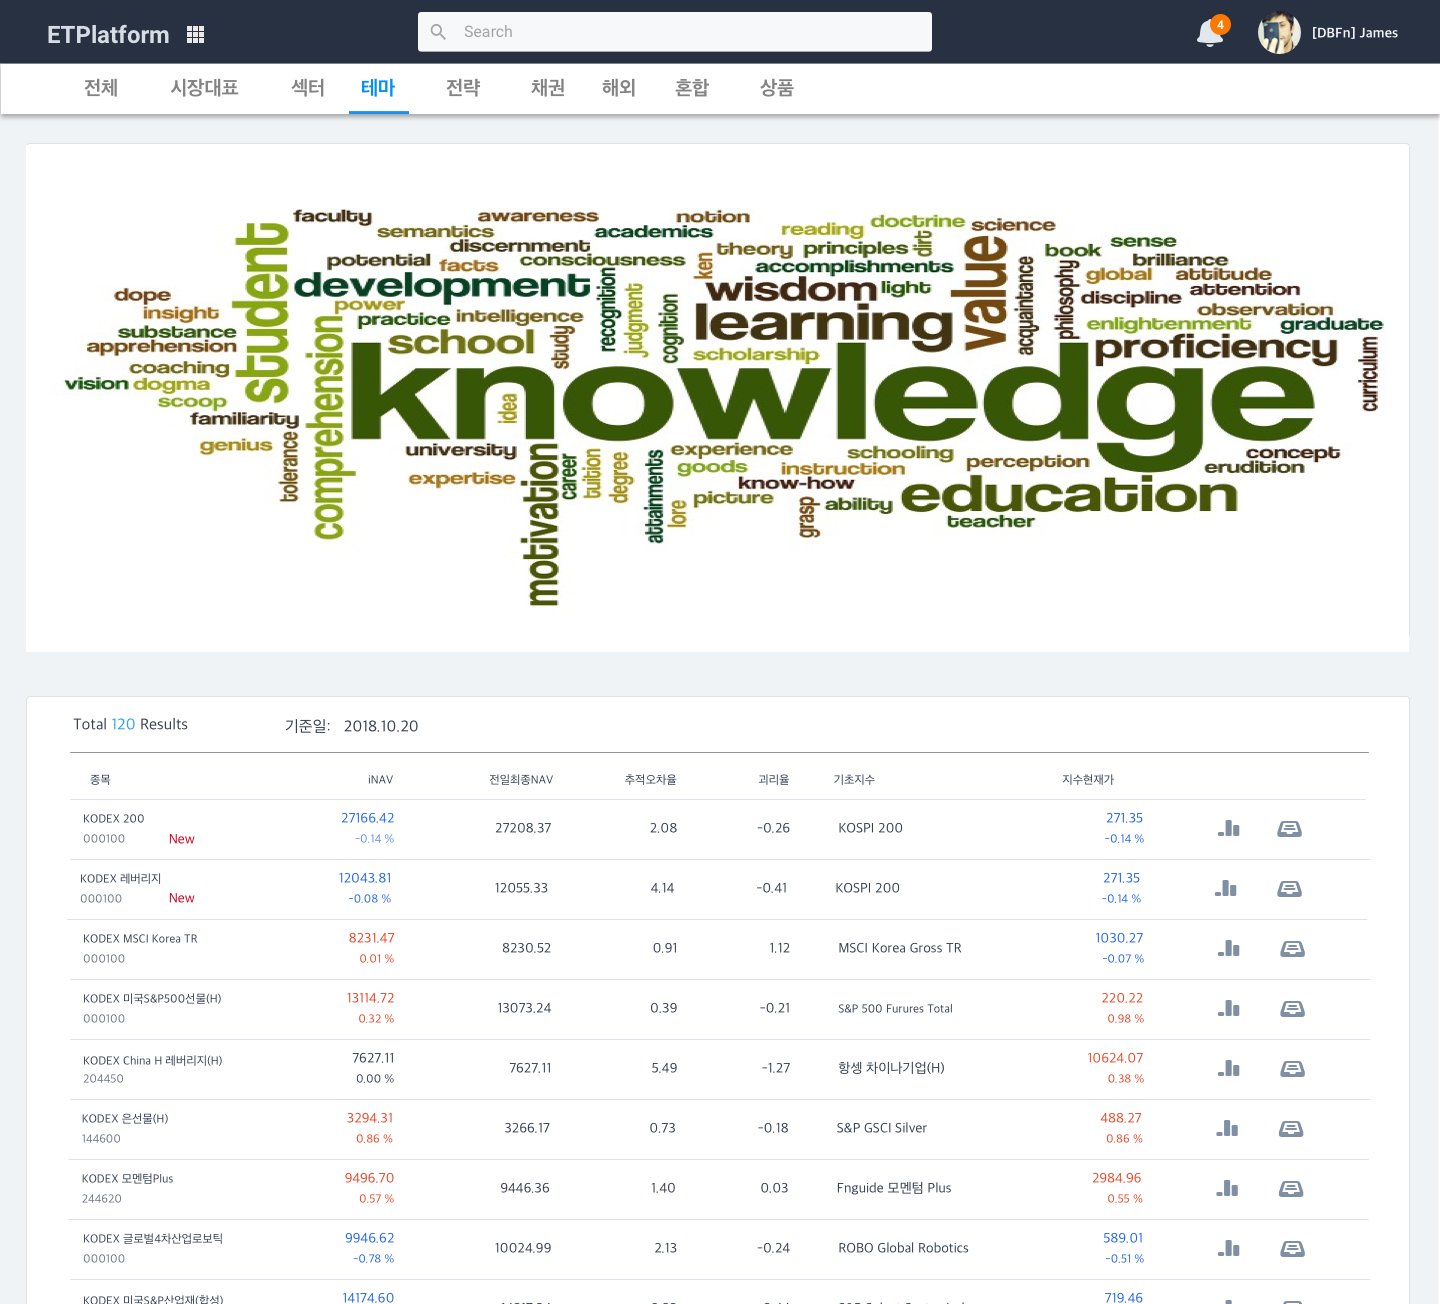 ETPlatform
Search
4
[DBFn] James
전체 시장대표 섹터 테마 전략 채권 해외 혼합 상품
faculty awareness notion doctrine science
semantics academics reading dirt
discernment theory principles book sense
potential facts consciousness ken accomplishments brilliance
student development recognition wisdom light value acquaintance philosophy global attitude
dope power judgment cognition discipline attention
insight practice intelligence learning observation
substance comprehension school study enlightenment graduate
apprehension scholarship proficiency
coaching curriculum
vision dogma knowledge
scoop idea
familiarity
genius tolerance university experience schooling concept
motivation career tuition degree attainments goods instruction perception erudition
expertise know-how education
lore picture grasp ability
teacher
Total 120 Results 기준일: 2018.10.20
종목 iNAV 전일최종NAV 추적오차율 괴리율 기초지수 지수현재가
KODEX 200 27166.42 27208.37 2.08 -0.26 KOSPI 200 271.35
000100 New -0.14 % -0.14 %
KODEX 레버리지 12043.81 12055.33 4.14 -0.41 KOSPI 200 271.35
000100 New -0.08 % -0.14 %
KODEX MSCI Korea TR 8231.47 8230.52 0.91 1.12 MSCI Korea Gross TR 1030.27
000100 0.01 % -0.07 %
KODEX 미국S&P500선물(H) 13114.72 13073.24 0.39 -0.21 S&P 500 Furures Total 220.22
000100 0.32 % 0.98 %
KODEX China H 레버리지(H) 7627.11 7627.11 5.49 -1.27 항셍 차이나기업(H) 10624.07
204450 0.00 % 0.38 %
KODEX 은선물(H) 3294.31 3266.17 0.73 -0.18 S&P GSCI Silver 488.27
144600 0.86 % 0.86 %
KODEX 모멘텀Plus 9496.70 9446.36 1.40 0.03 Fnguide 모멘텀 Plus 2984.96
244620 0.57 % 0.55 %
KODEX 글로벌4차산업로보틱 9946.62 10024.99 2.13 -0.24 ROBO Global Robotics 589.01
000100 -0.78 % -0.51 %
KODEX 미국S&P산업재(합성) 14174.60 719.46